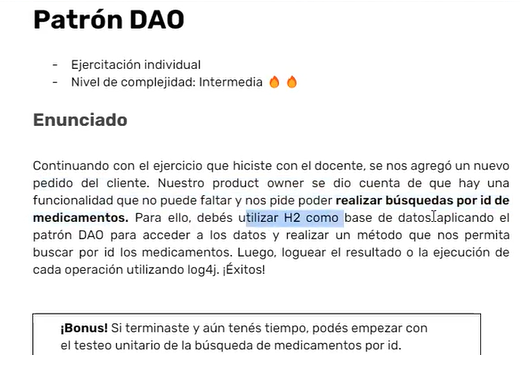 Patrón DAO
- Ejercitación individual
- Nivel de complejidad: Intermedia 🔥 🔥
Enunciado
Continuando con el ejercicio que hiciste con el docente, se nos agregó un nuevo
pedido del cliente. Nuestro product owner se dio cuenta de que hay una
funcionalidad que no puede faltar y nos pide poder realizar búsquedas por id de
medicamentos. Para ello, debés utilizar H2 como base de datos aplicando el
patrón DAO para acceder a los datos y realizar un método que nos permita
buscar por id los medicamentos. Luego, loguear el resultado o la ejecución de
cada operación utilizando log4j. ¡Éxitos!
¡Bonus! Si terminaste y aún tenés tiempo, podés empezar con
el testeo unitario de la búsqueda de medicamentos por id.